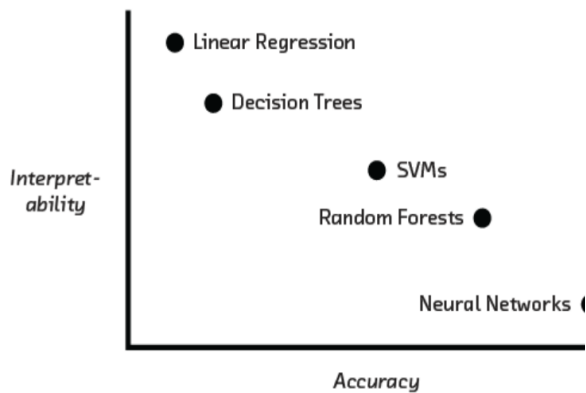 Linear Regression
Decision Trees
SVMs
Interpret-
ability
Random Forests
Neural Networks
Accuracy